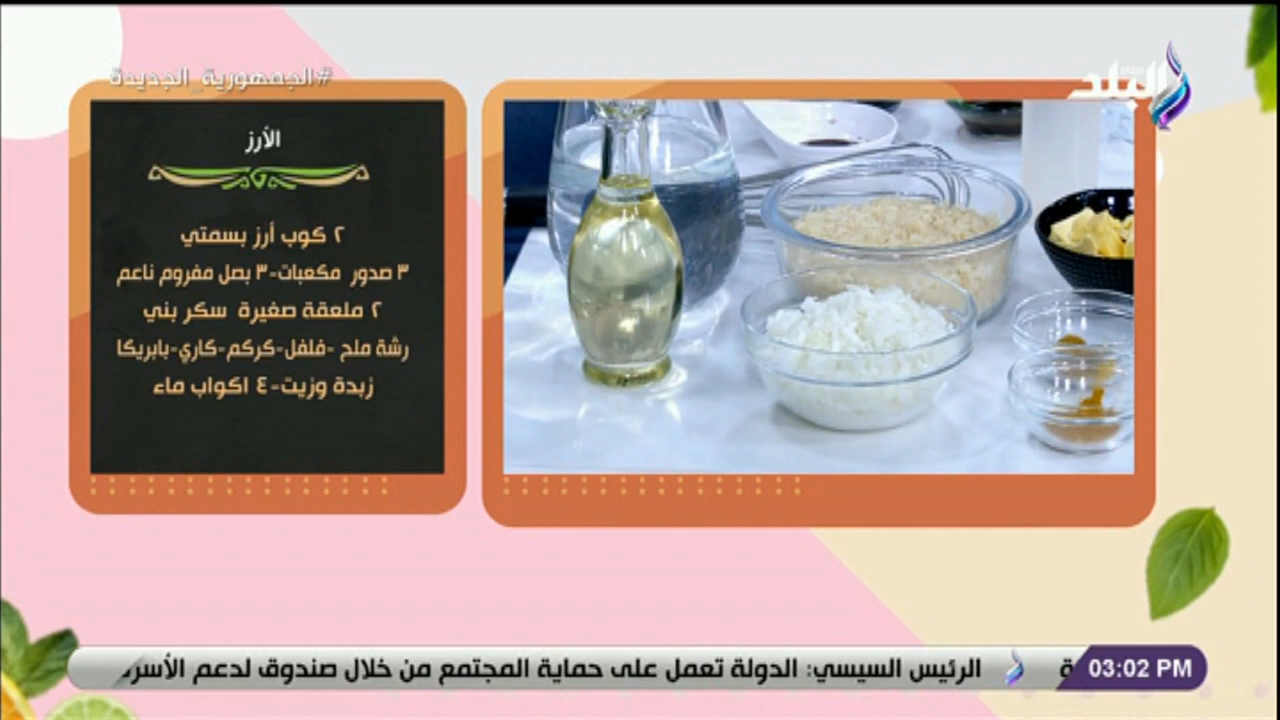 #الجمهورية_الجديدة
صدى البلد
الأرز
٢ كوب أرز بسمتي
٣ صدور مكعبات-٣ بصل مفروم ناعم
٢ ملعقة صغيرة سكر بني
رشة ملح -فلفل-كركم-كاري-بابريكا
زبدة وزيت-٤ اكواب ماء
03:02 PM
الرئيس السيسي: الدولة تعمل على حماية المجتمع من خلال صندوق لدعم